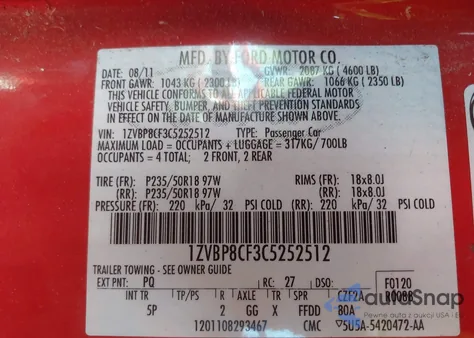 MFD. BY FORD MOTOR CO.
DATE: 08/11 GVWR: 2087 KG (4600 LB)
FRONT GAWR: 1043 KG (2300 LB) REAR GAWR: 1066 KG (2350 LB)
THIS VEHICLE CONFORMS TO ALL APPLICABLE FEDERAL MOTOR
VEHICLE SAFETY, BUMPER, AND THEFT PREVENTION STANDARDS
IN EFFECT ON THE DATE OF MANUFACTURE SHOWN ABOVE.
VIN: 1ZVBP8CF3C5252512 TYPE: Passenger Car
MAXIMUM LOAD = OCCUPANTS + LUGGAGE = 317KG/ 700LB
OCCUPANTS = 4 TOTAL; 2 FRONT, 2 REAR
TIRE (FR): P235/50R18 97W RIMS (FR): 18x8.0J
(RR): P235/50R18 97W (RR): 18x8.0J
PRESSURE (FR): 220 kPa/ 32 PSI COLD (RR) 220 kPa/ 32 PSI COLD
1ZVBP8CF3C5252512
TRAILER TOWING - SEE OWNER GUIDE
EXT PNT: PQ RC: 27 DSO: F0120
INT TR TP/PS R AXLE TR SPR
5P 2 GG X FFDD 80A
1201108293467 CMC 5U5A-5420472-AA
autoSnap
Pewne auta z USA i